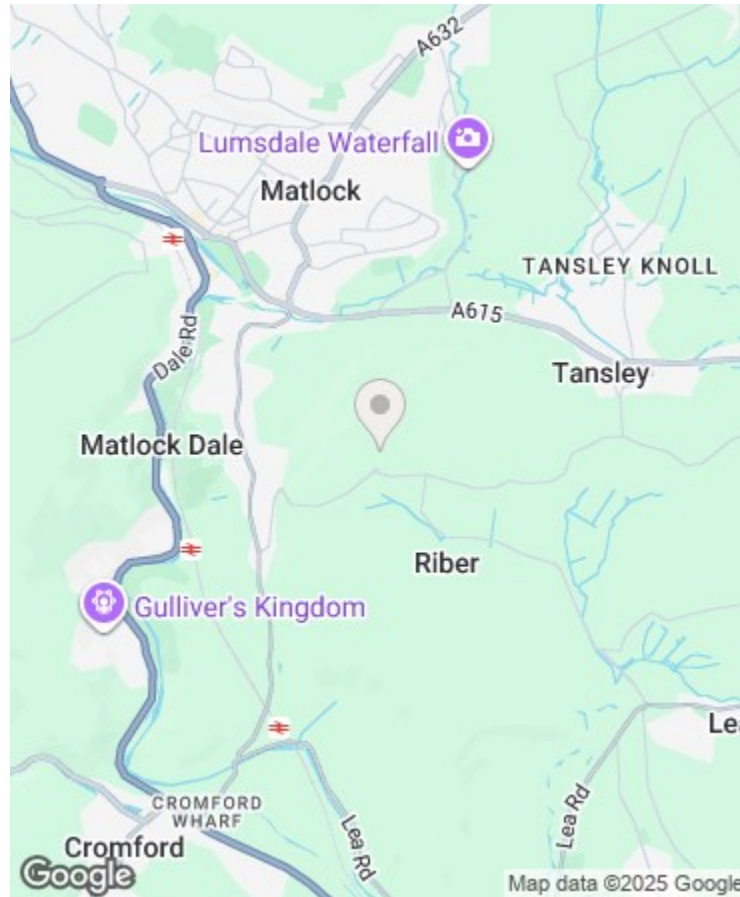 A632
Lumsdale Waterfall
Matlock
TANSLEY KNOLL
A615
Dale Rd
Tansley
Matlock Dale
Riber
Gulliver's Kingdom
Lea
CROMFORD
WHARF
Lea Rd
Lea Rd
Cromford
Google
Map data ©2025 Google